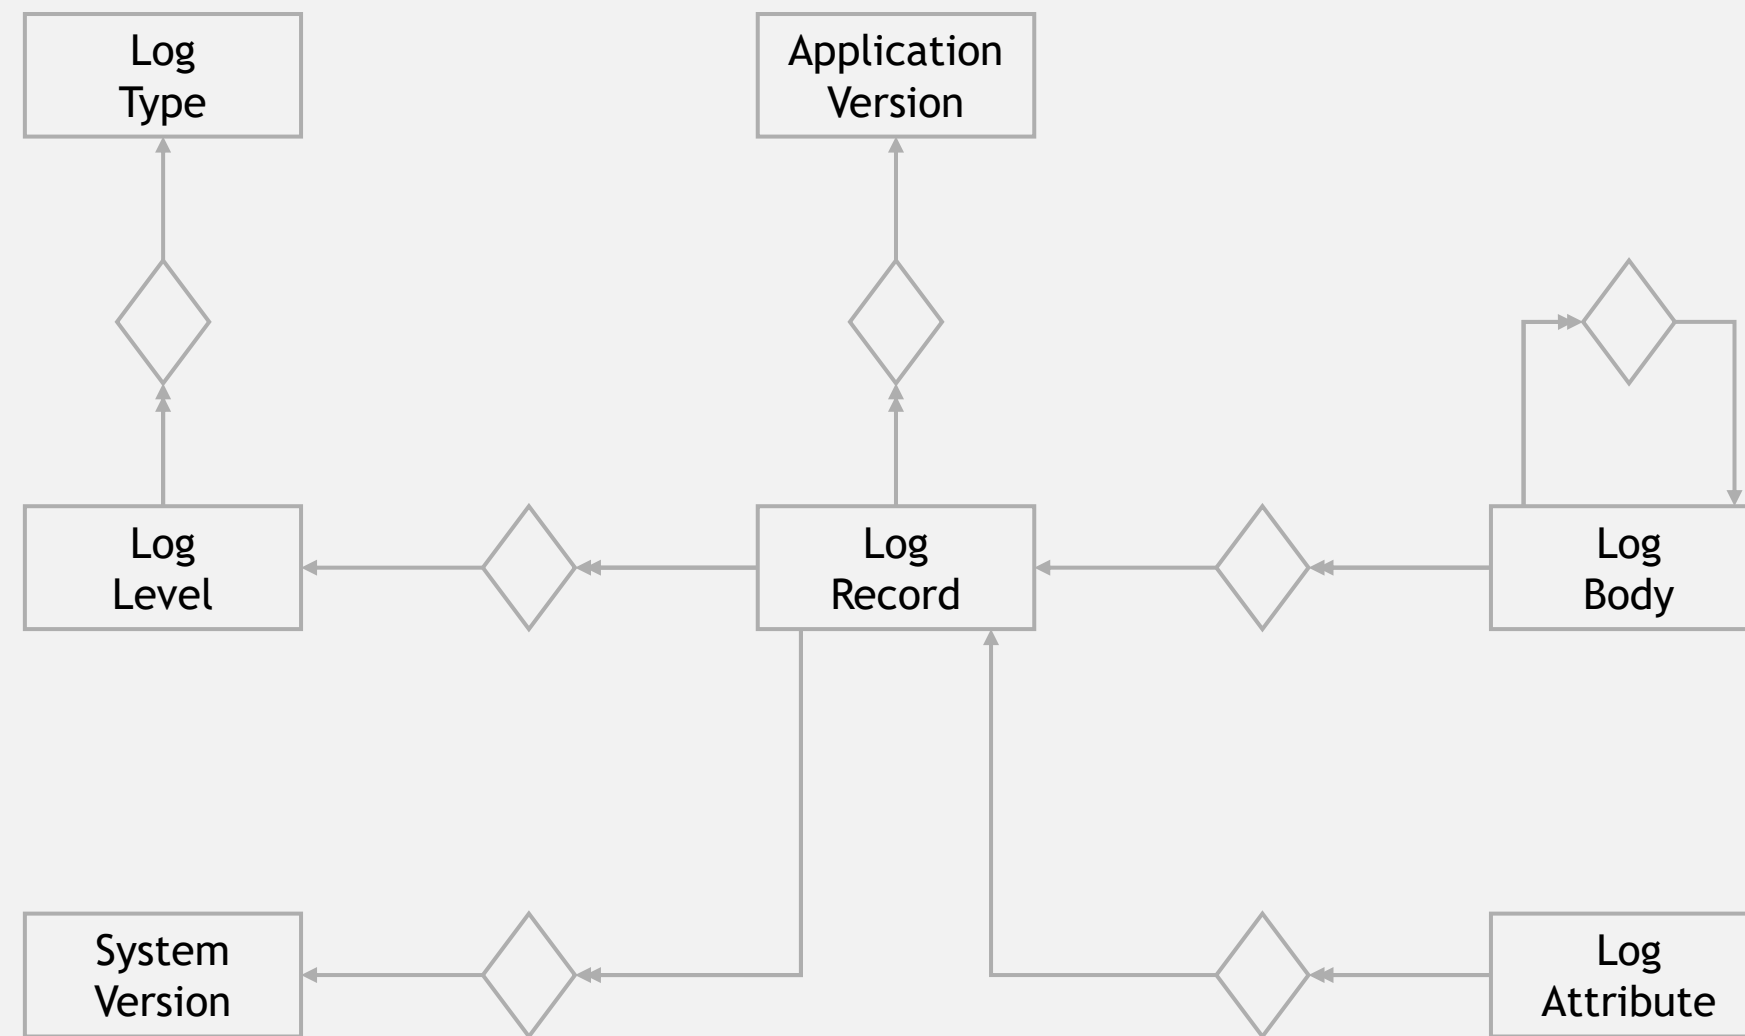 Log
Type
Application
Version
Log
Level
Log
Record
Log
Body
System
Version
Log
Attribute